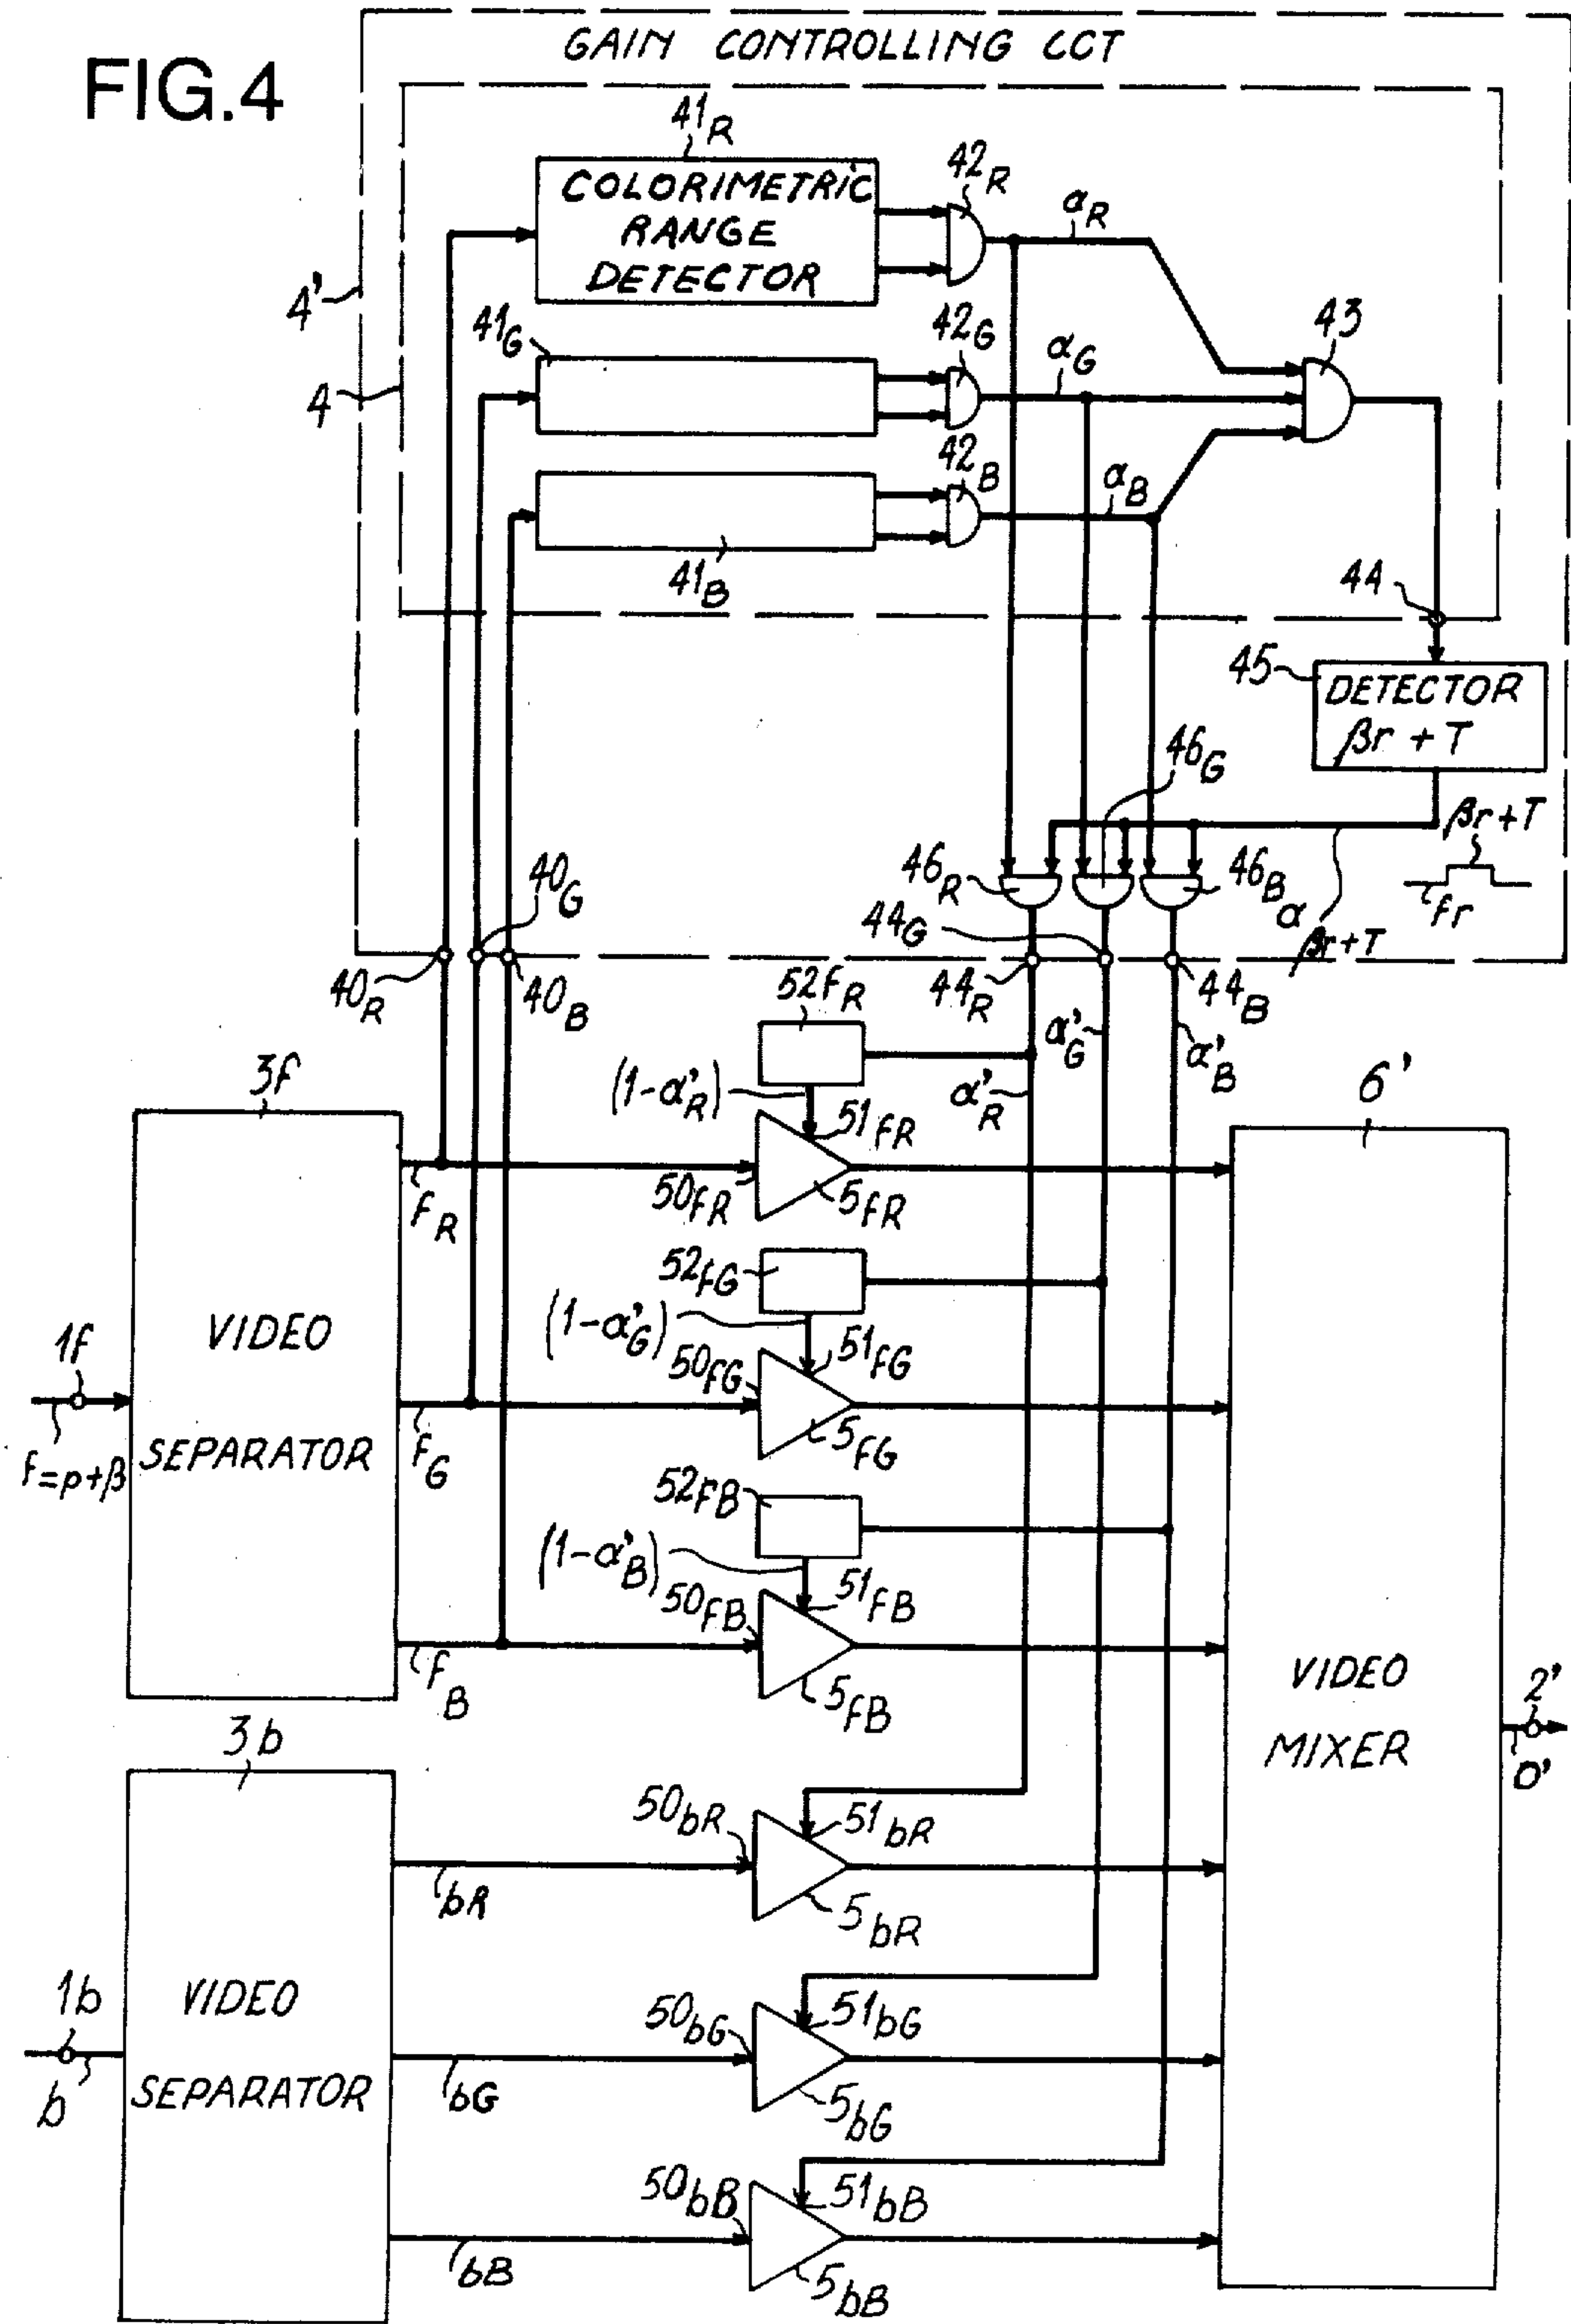 FIG.4
GAIN CONTROLLING CCT
41R
COLORIMETRIC
RANGE
DETECTOR
42R
αR
4'
41G
42G
αG
43
4
42B
αB
41B
44
45
DETECTOR
βr + T
46G
βr+T
46R
46B
α βr+T
fr
40G
44G
40R
40B
52fR
44R
44B
α'G
α'B
(1-α'R)
α'R
3f
6'
51fR
50fR
5fR
fR
52fG
(1-α'G)
51fG
50fG
5fG
VIDEO
SEPARATOR
1f
f=p+β
fG
52fB
(1-α'B)
51fB
50fB
5fB
fB
VIDEO
MIXER
2'
0'
3b
50bR
51bR
5bR
bR
VIDEO
SEPARATOR
1b
b
50bG
51bG
5bG
bG
50bB
51bB
5bB
bB